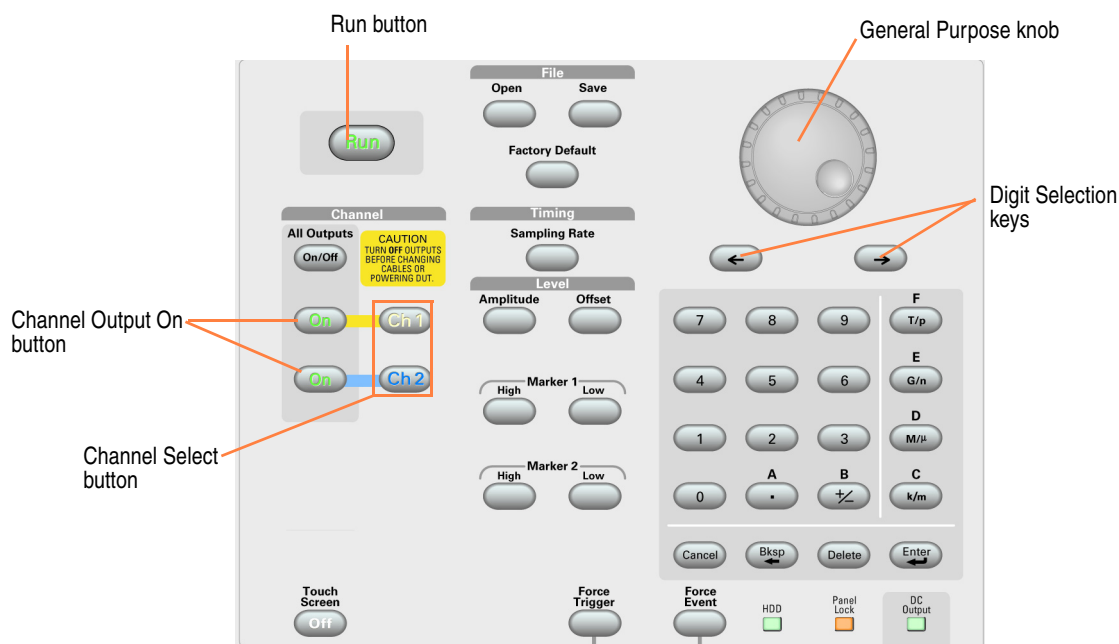 Run button
General Purpose knob
File
Open
Save
Run
Factory Default
Digit Selection
keys
Channel
Timing
All Outputs
CAUTION
TURN OFF OUTPUTS
BEFORE CHANGING
CABLES OR
POWERING DUT.
Sampling Rate
On/Off
←
→
Level
Amplitude
Offset
F
Channel Output On
button
On
Ch 1
7
8
9
T/p
E
On
Ch 2
Marker 1
High
Low
4
5
6
G/n
D
1
2
3
M/µ
Channel Select
button
Marker 2
High
Low
A
B
C
0
.
+/−
k/m
Cancel
Bksp
←
Delete
Enter
↵
Touch
Screen
Off
Force
Trigger
Force
Event
HDD
Panel
Lock
DC
Output